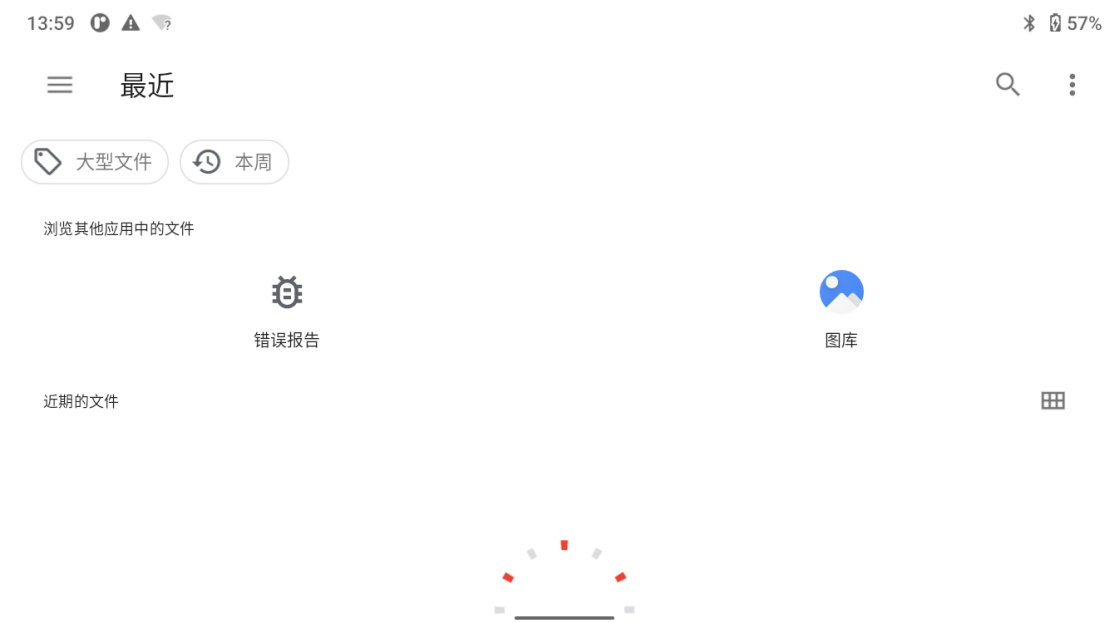 13:59
57%
最近
大型文件
本周
浏览其他应用中的文件
错误报告
图库
近期的文件